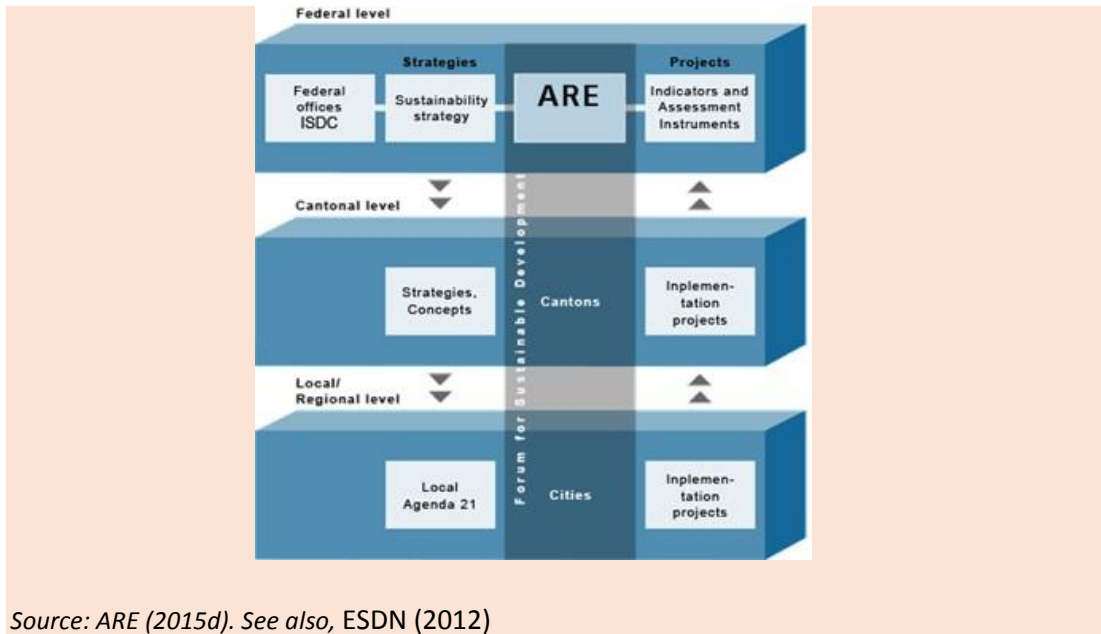 Federal level
Strategies
Projects
Federal
offices
ISDC
Sustainability
strategy
ARE
Indicators and
Assessment
Instruments
Cantonal level
Strategies,
Concepts
Cantons
Inplemen-
tation
projects
Forum for Sustainable Development
Local/
Regional level
Local
Agenda 21
Cities
Inplemen-
tation
projects
Source: ARE (2015d). See also, ESDN (2012)